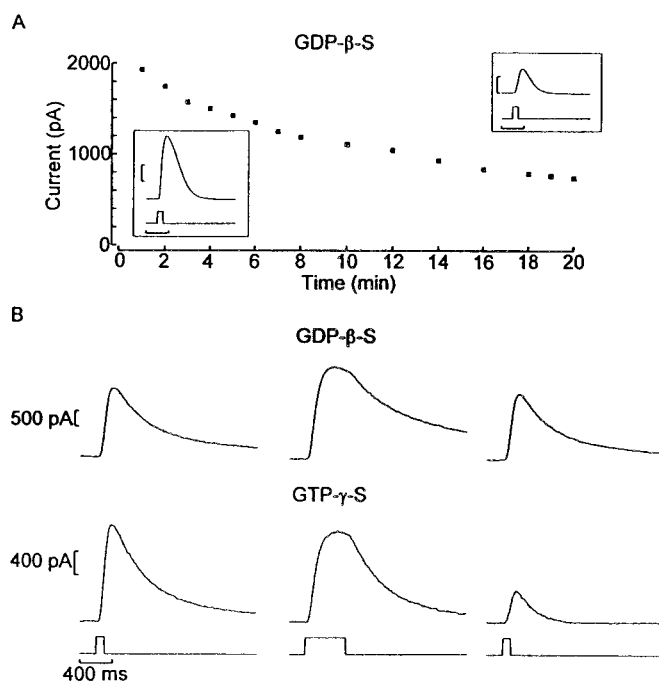 A
GDP-β-S
Current (pA)
2000
1000
0
0 2 4 6 8 10 12 14 16 18 20
Time (min)
B
GDP-β-S
500 pA
GTP-γ-S
400 pA
400 ms